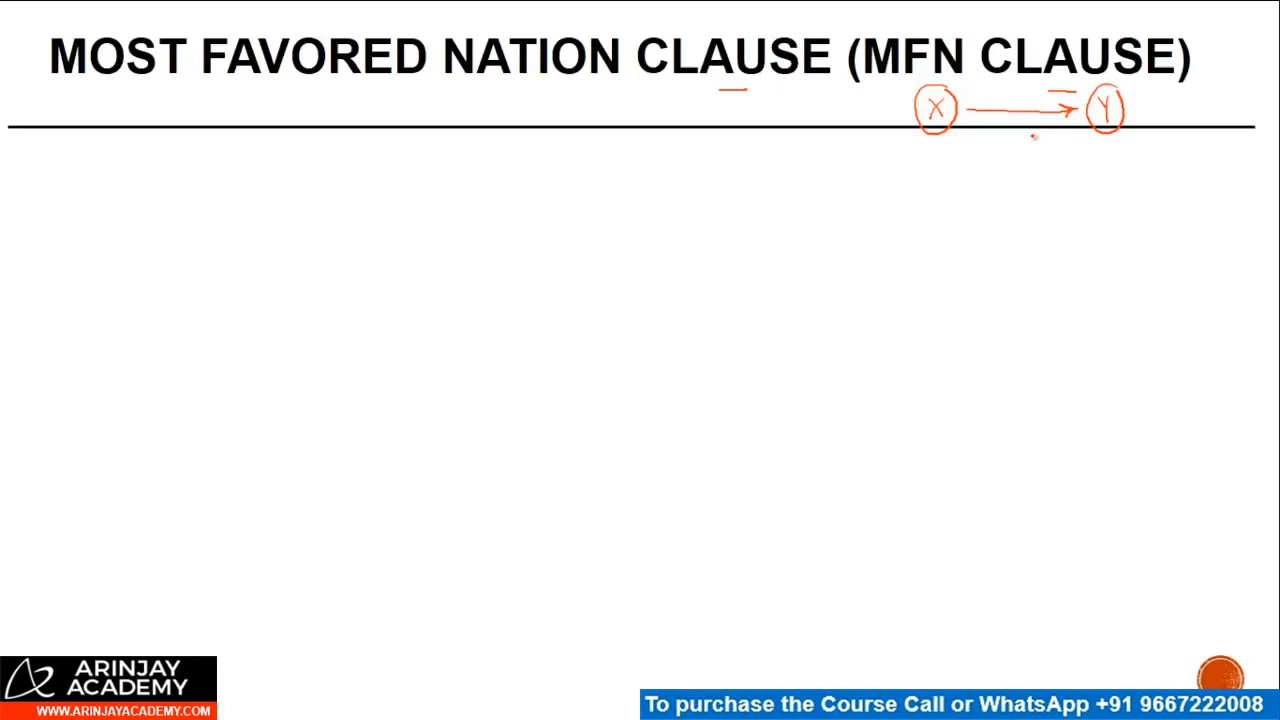 MOST FAVORED NATION CLAUSE (MFN CLAUSE)
X Y
ARINJAY
ACADEMY
WWW.ARINJAYACADEMY.COM
To purchase the Course Call or WhatsApp +91 9667222008